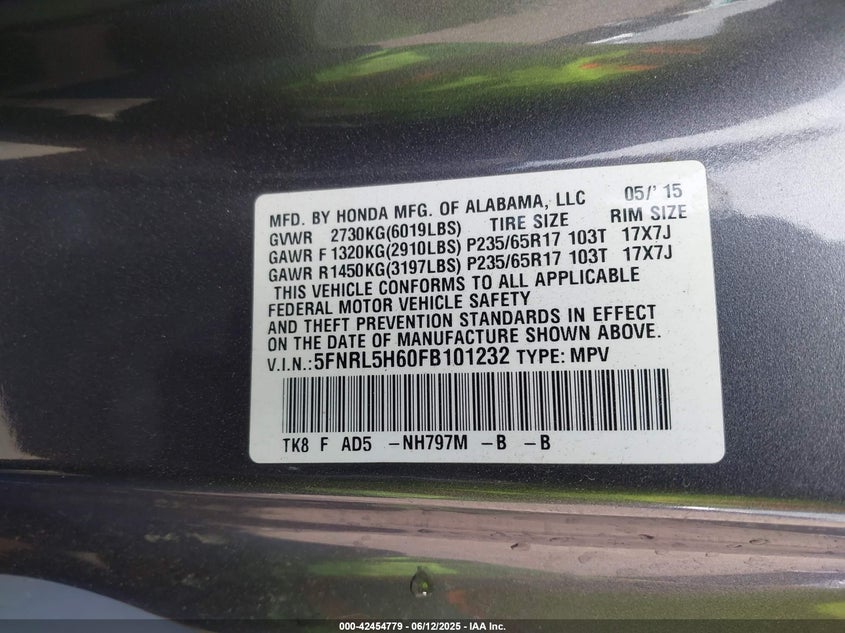 MFD. BY HONDA MFG. OF ALABAMA, LLC 05/' 15
GVWR 2730KG(6019LBS) TIRE SIZE RIM SIZE
GAWR F 1320KG(2910LBS) P235/65R17 103T 17X7J
GAWR R1450KG(3197LBS) P235/65R17 103T 17X7J
THIS VEHICLE CONFORMS TO ALL APPLICABLE
FEDERAL MOTOR VEHICLE SAFETY
AND THEFT PREVENTION STANDARDS IN EFFECT
ON THE DATE OF MANUFACTURE SHOWN ABOVE.
V.I.N.: 5FNRL5H60FB101232 TYPE: MPV
TK8 F AD5 -NH797M -B -B
000-42454779 - 06/12/2025 - IAA Inc.